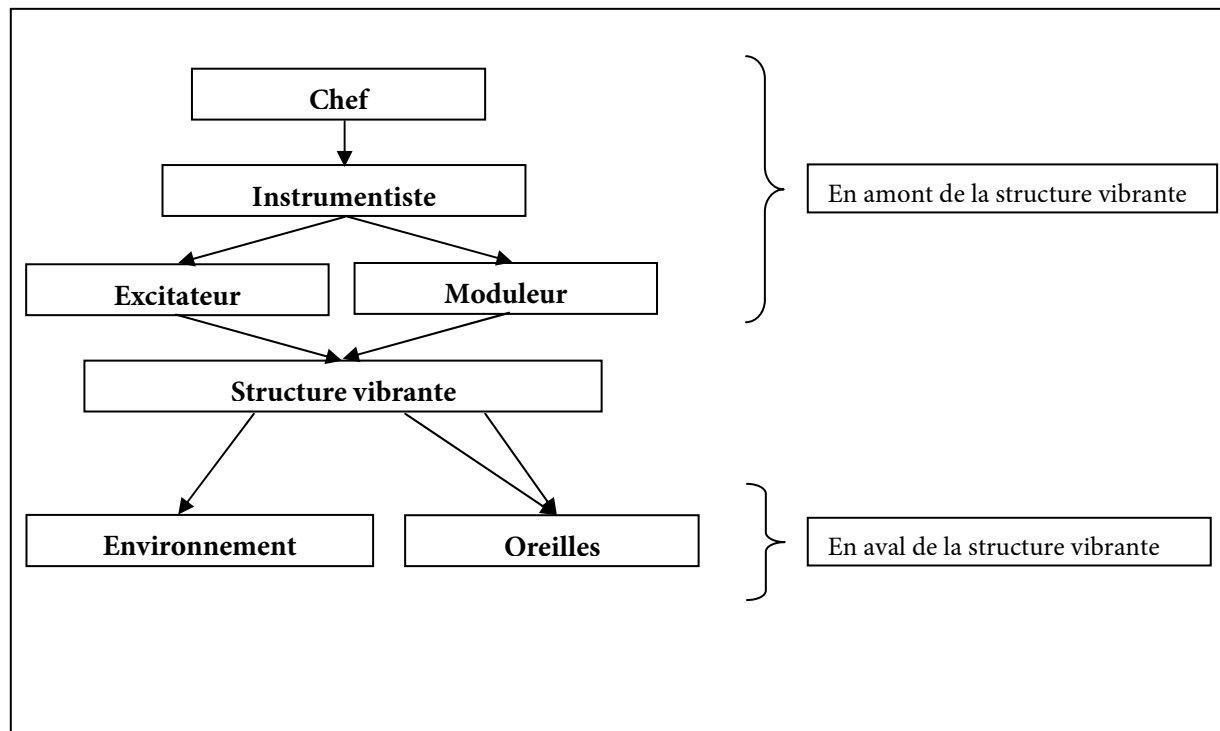 Chef
Instrumentiste
En amont de la structure vibrante
Excitateur
Moduleur
Structure vibrante
Environnement
Oreilles
En aval de la structure vibrante